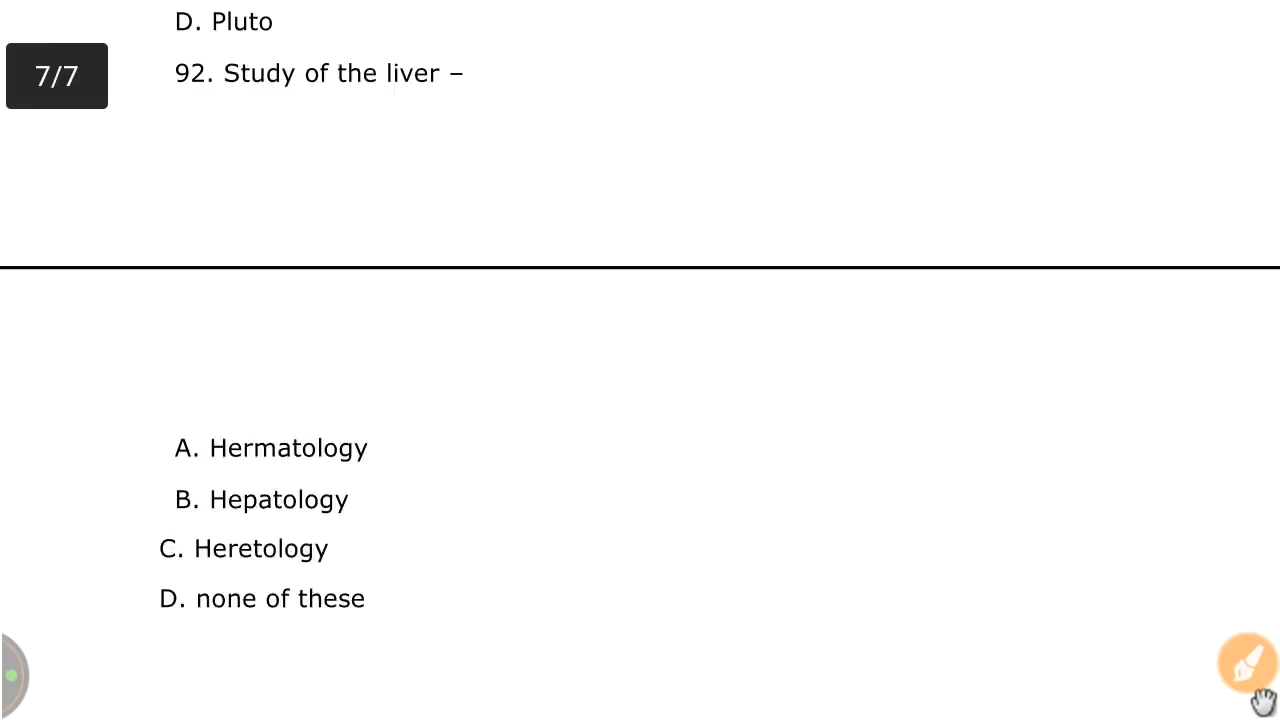 D. Pluto
7/7
92. Study of the liver –
A. Hermatology
B. Hepatology
C. Heretology
D. none of these